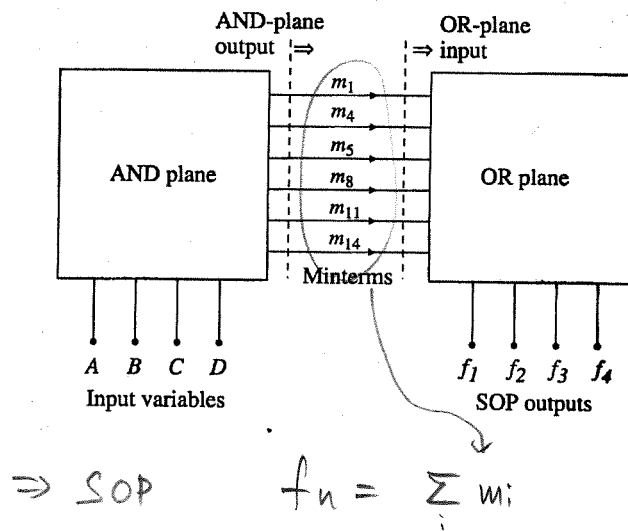 AND-plane
output ⇒
OR-plane
⇒ input
m1
m4
m5
m8
m11
m14
Minterms
AND plane
OR plane
A B C D
Input variables
f1 f2 f3 f4
SOP outputs
⇒ SOP fn = Σ mi
i